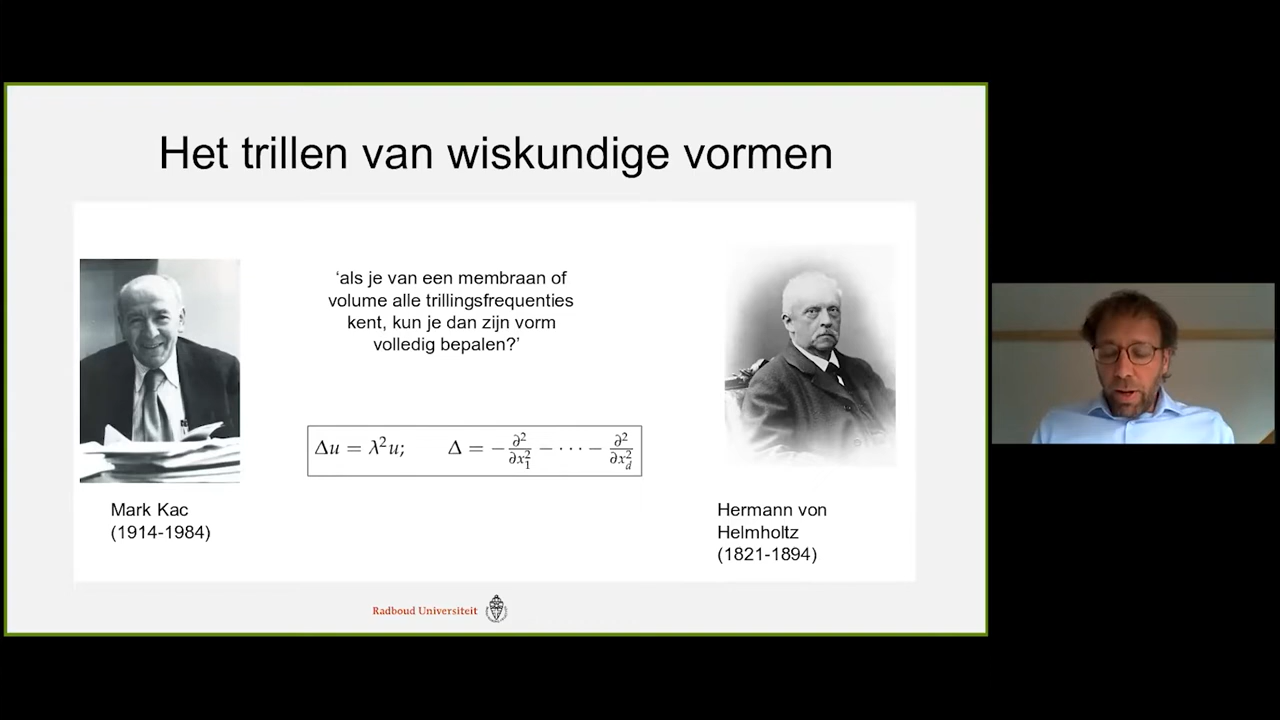 Het trillen van wiskundige vormen
‘als je van een membraan of
volume alle trillingsfrequenties
kent, kun je dan zijn vorm
volledig bepalen?’
Δu = λ²u; Δ = −∂²/∂x₁² − ··· − ∂²/∂x_d²
Mark Kac
(1914-1984)
Hermann von
Helmholtz
(1821-1894)
Radboud Universiteit